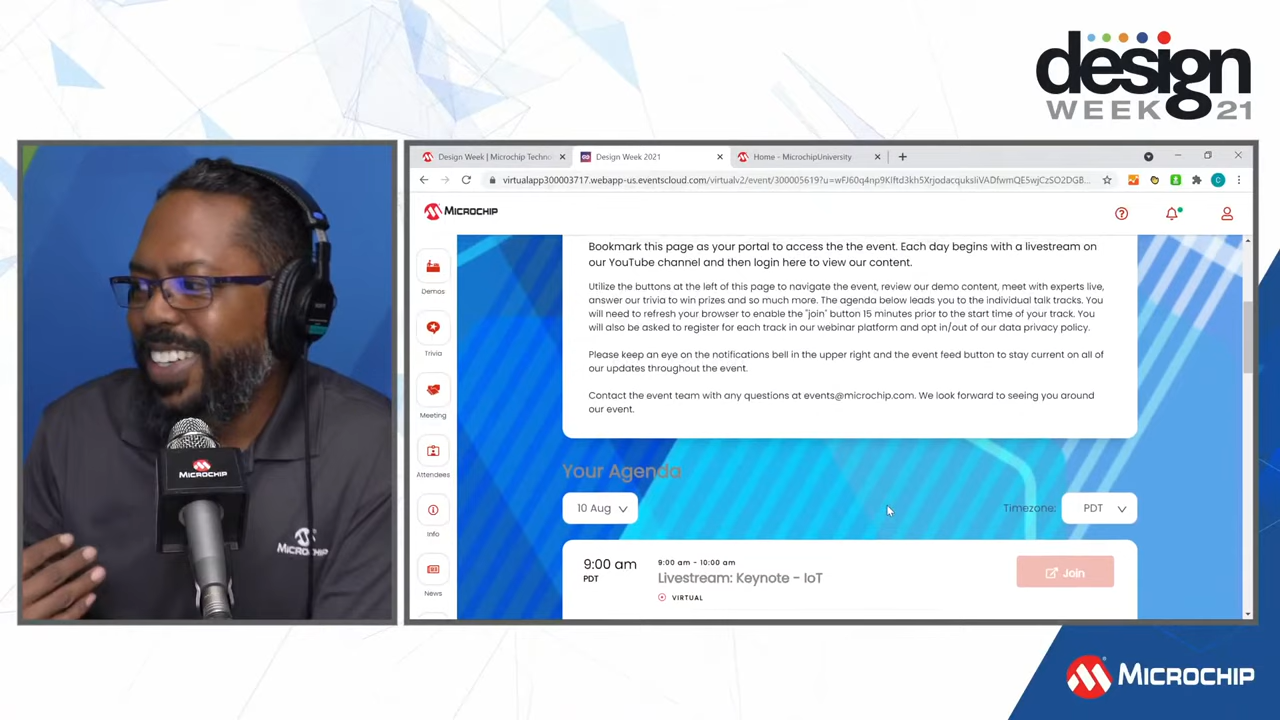 design
WEEK 21
Design Week | Microchip Techno
Design Week 2021
Home - MicrochipUniversity
virtualapp300003717.webapp-us.eventscloud.com/virtualv2/event/300005619?u=
MICROCHIP
Demos
Trivia
Meeting
Attendees
Info
News
Bookmark this page as your portal to access the the event. Each day begins with a livestream on
our YouTube channel and then login here to view our content.
Utilize the buttons at the left of this page to navigate the event, review our demo content, meet with experts live,
answer our trivia to win prizes and so much more. The agenda below leads you to the individual talk tracks. You
will need to refresh your browser to enable the "join" button 15 minutes prior to the start time of your track. You
will also be asked to register for each track in our webinar platform and opt in/out of our data privacy policy.
Please keep an eye on the notifications bell in the upper right and the event feed button to stay current on all of
our updates throughout the event.
Contact the event team with any questions at events@microchip.com. We look forward to seeing you around
our event.
Your Agenda
10 Aug
Timezone:
PDT
9:00 am
PDT
9:00 am - 10:00 am
Livestream: Keynote - IoT
VIRTUAL
Join
MICROCHIP
MICROCHIP
MICROCHIP